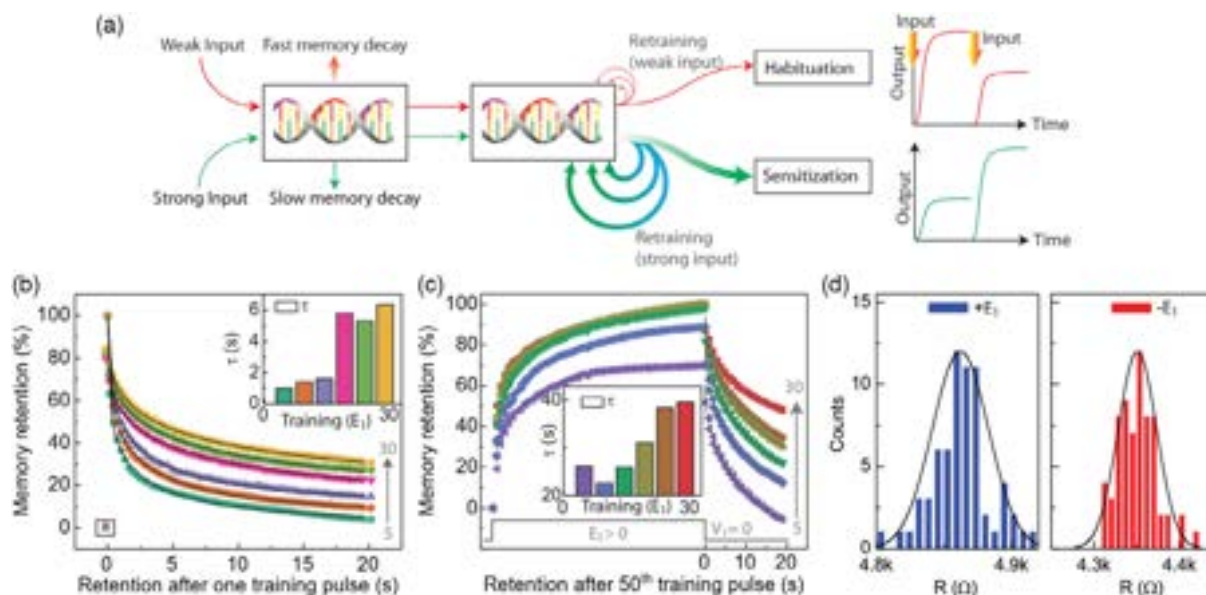 (a)
Weak Input
Fast memory decay
Retraining
(weak input)
Habituation
Input
Input
Output
Time
Strong Input
Slow memory decay
Retraining
(strong input)
Sensitization
Output
Time
(b)
Memory retention (%)
100
80
60
40
20
0
0 5 10 15 20
Retention after one training pulse (s)
τ
τ (s)
6
4
2
0
0 30
Training (E1)
30
5
(c)
Memory retention (%)
100
80
60
40
20
0
0 10 20
Retention after 50th training pulse (s)
τ
τ (s)
40
20
0 30
Training (E1)
30
5
V1 = 0
(d)
Counts
15
10
5
0
+E1
-E1
4.8k 4.9k
R (Ω)
4.3k 4.4k
R (Ω)